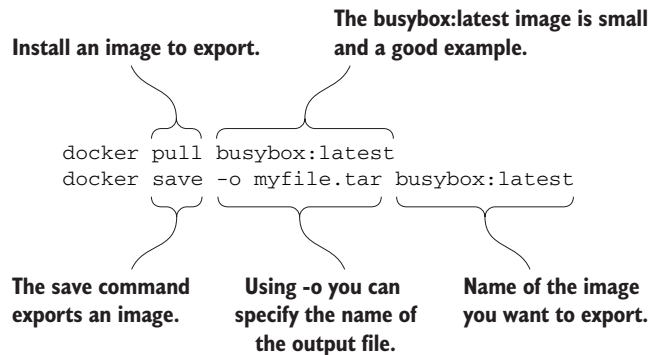 The busybox:latest image is small
and a good example.
Install an image to export.
docker pull busybox:latest
docker save -o myfile.tar busybox:latest
The save command
exports an image.
Using -o you can
specify the name of
the output file.
Name of the image
you want to export.